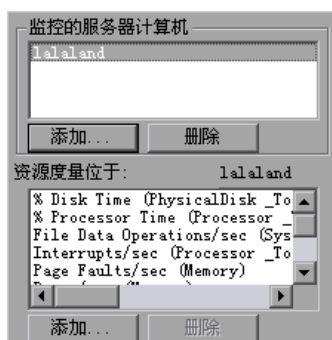 监控的服务器计算机
lalaland
添加... 删除
资源度量位于: lalaland
% Disk Time (PhysicalDisk _To
% Processor Time (Processor _
File Data Operations/sec (Sys
Interrupts/sec (Processor _To
Page Faults/sec (Memory)
添加... 删除